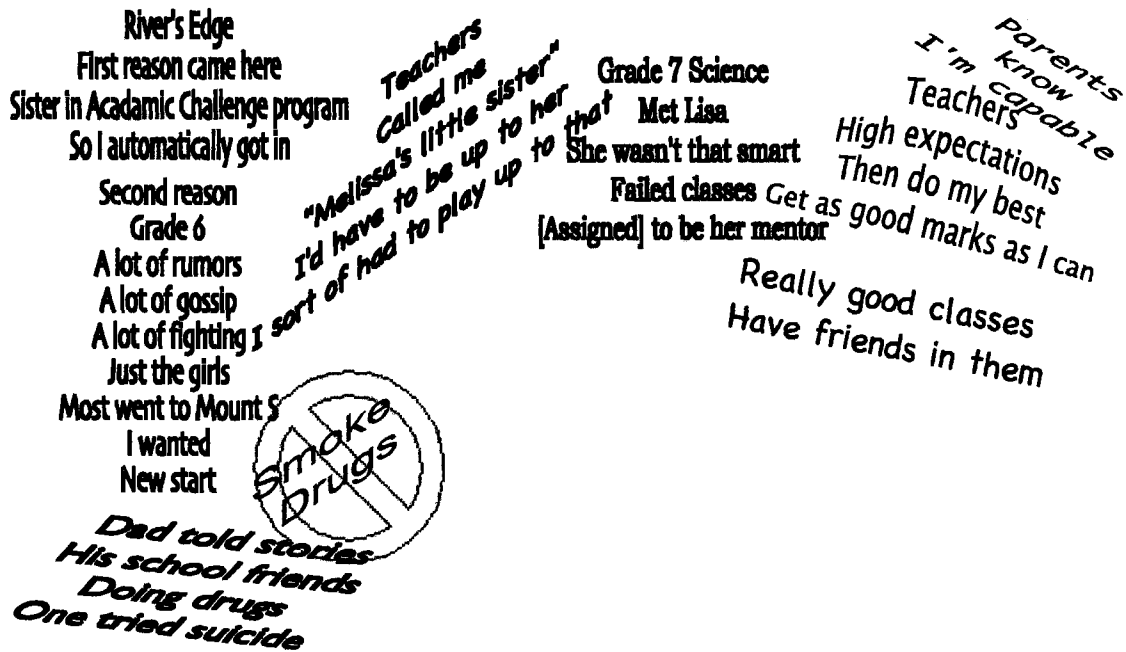 River's Edge
First reason came here
Sister in Acadamic Challenge program
So I automatically got in
Second reason
Grade 6
A lot of rumors
A lot of gossip
A lot of fighting
Just the girls
Most went to Mount S
I wanted
New start
Teachers
Called me
"Melissa's little sister"
I'd have to be up to her
I sort of had to play up to that
Smoke
Drugs
Dad told stories
His school friends
Doing drugs
One tried suicide
Grade 7 Science
Met Lisa
She wasn't that smart
Failed classes
[Assigned] to be her mentor
Parents
know
I'm capable
Teachers
High expectations
Then do my best
Get as good marks as I can
Really good classes
Have friends in them